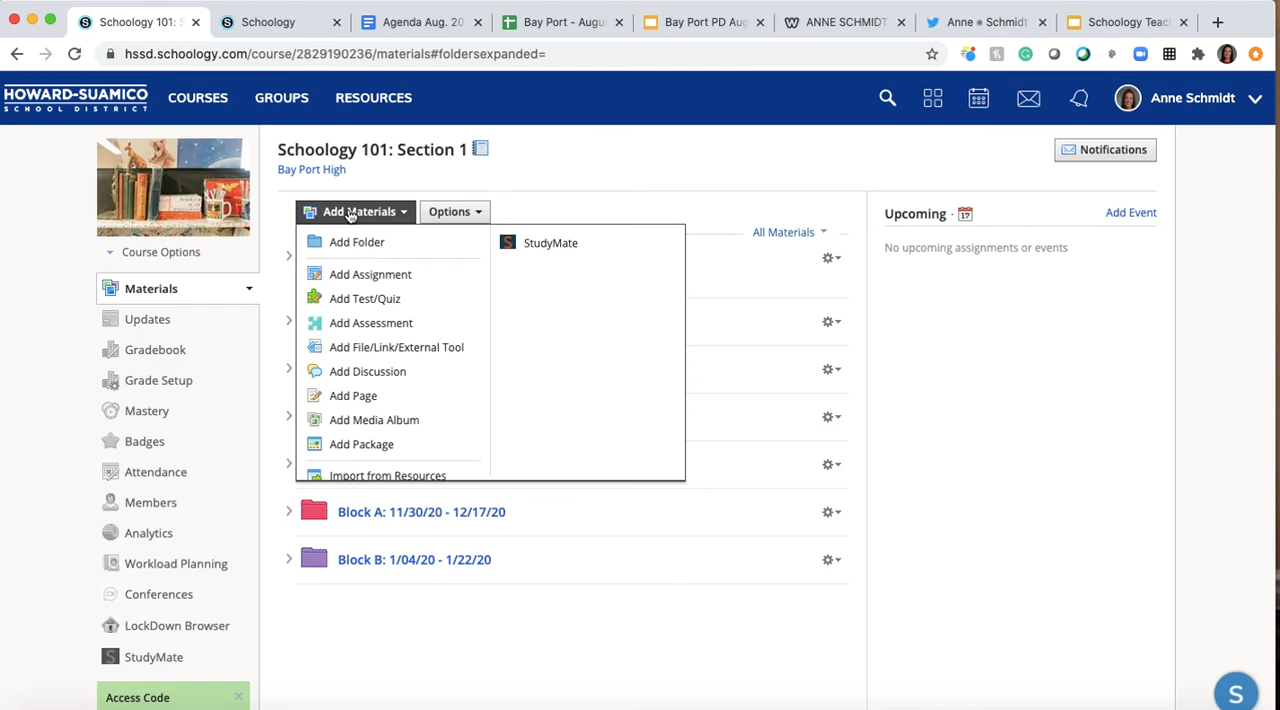 Schoology 101: S
Schoology
Agenda Aug. 20
Bay Port - Augu
Bay Port PD Aug
ANNE SCHMIDT
Anne ✷ Schmidt
Schoology Teac
hssd.schoology.com/course/2829190236/materials#foldersexpanded=
HOWARD-SUAMICO
SCHOOL DISTRICT
COURSES
GROUPS
RESOURCES
Anne Schmidt
Schoology 101: Section 1
Bay Port High
Notifications
Add Materials
Options
All Materials
Upcoming
17
Add Event
No upcoming assignments or events
Add Folder
StudyMate
Add Assignment
Add Test/Quiz
Add Assessment
Add File/Link/External Tool
Add Discussion
Add Page
Add Media Album
Add Package
Import from Resources
Block A: 11/30/20 - 12/17/20
Block B: 1/04/20 - 1/22/20
Course Options
Materials
Updates
Gradebook
Grade Setup
Mastery
Badges
Attendance
Members
Analytics
Workload Planning
Conferences
LockDown Browser
StudyMate
Access Code
S